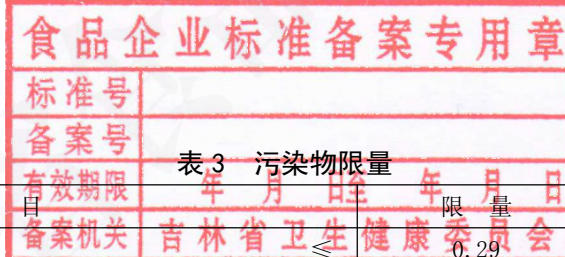 食品企业标准备案专用章
标准号
备案号
表 3 污染物限量
有效期限 年 月 日至 年 月 日
目 限 量
备案机关 吉林省卫生健康委员会
≤ 0.29